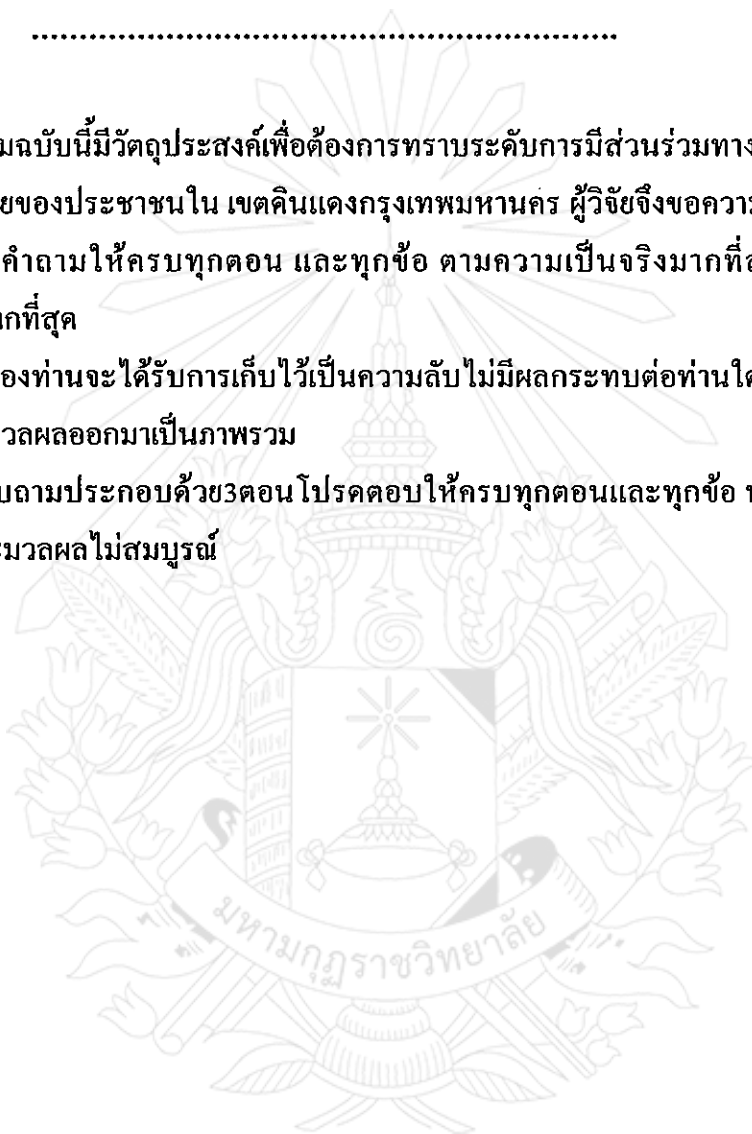 ............................................................
มฉบับนี้มีวัตถุประสงค์เพื่อต้องการทราบระดับการมีส่วนร่วมทาง
ยของประชาชนใน เขตดินแดงกรุงเทพมหานคร ผู้วิจัยจึงขอความ
คำถามให้ครบทุกตอน และทุกข้อ ตามความเป็นจริงมากที่ส
กที่สุด
องท่านจะได้รับการเก็บไว้เป็นความลับไม่มีผลกระทบต่อท่านใด
วลผลออกมาเป็นภาพรวม
บถามประกอบด้วย3ตอนโปรดตอบให้ครบทุกตอนและทุกข้อ
มวลผลไม่สมบูรณ์
มหามกุฏราชวิทยาลัย